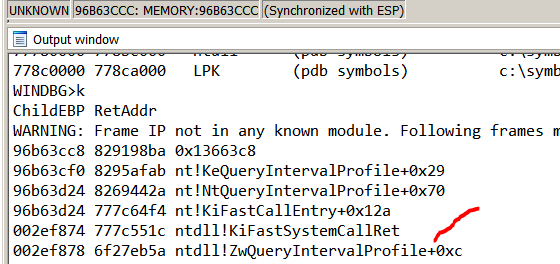 UNKNOWN 96B63CCC: MEMORY:96B63CCC (Synchronized with ESP)
Output window
778c0000 778ca000 LPK (pdb symbols) c:\symb
WINDBG>k
ChildEBP RetAddr
WARNING: Frame IP not in any known module. Following frames m
96b63cc8 829198ba 0x13663c8
96b63cf0 8295afab nt!KeQueryIntervalProfile+0x29
96b63d24 8269442a nt!NtQueryIntervalProfile+0x70
96b63d24 777c64f4 nt!KiFastCallEntry+0x12a
002ef874 777c551c ntdll!KiFastSystemCallRet
002ef878 6f27eb5a ntdll!ZwQueryIntervalProfile+0xc